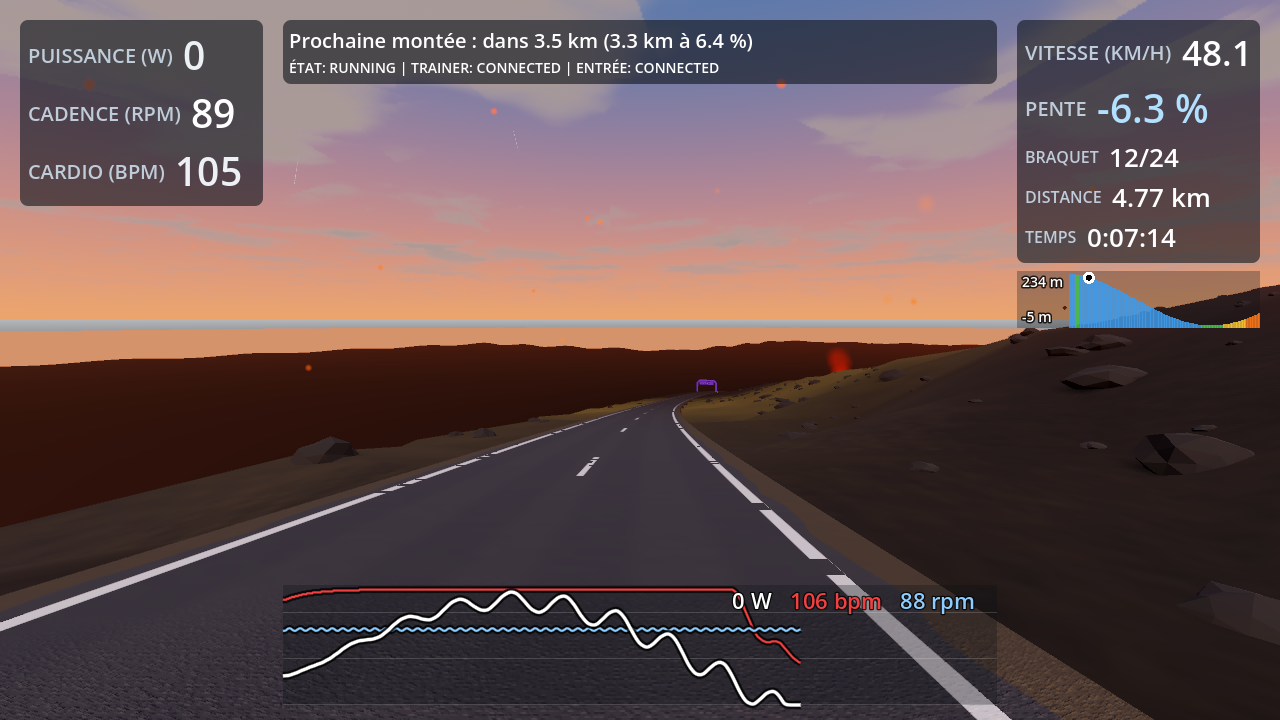 PUISSANCE (W) 0
CADENCE (RPM) 89
CARDIO (BPM) 105
Prochaine montée : dans 3.5 km (3.3 km à 6.4 %)
ÉTAT: RUNNING | TRAINER: CONNECTED | ENTRÉE: CONNECTED
VITESSE (KM/H) 48.1
PENTE -6.3 %
BRAQUET 12/24
DISTANCE 4.77 km
TEMPS 0:07:14
234 m
-5 m
0 W 106 bpm 88 rpm